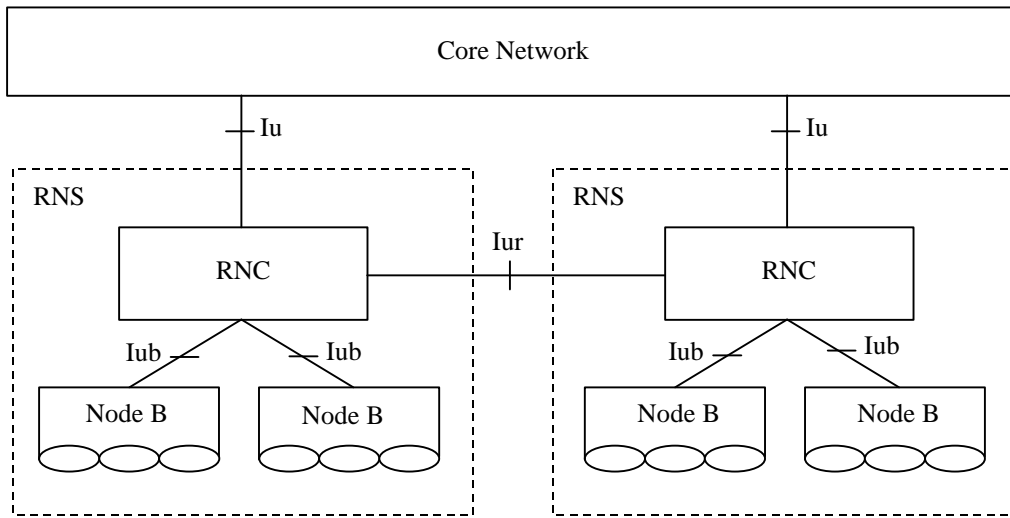 Core Network
Iu
Iu
RNS
RNS
Iur
RNC
RNC
Iub
Iub
Iub
Iub
Node B
Node B
Node B
Node B